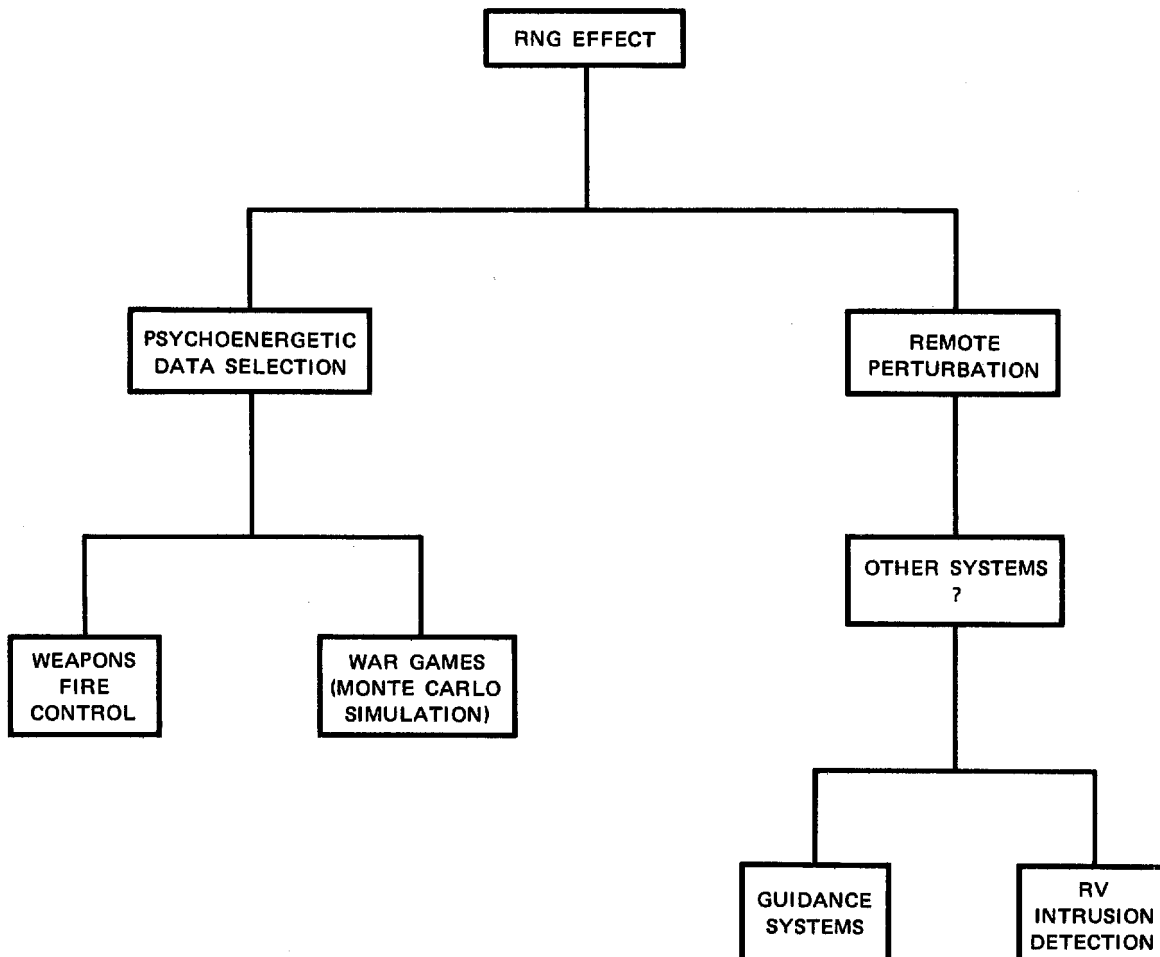 RNG EFFECT
PSYCHOENERGETIC
DATA SELECTION
REMOTE
PERTURBATION
OTHER SYSTEMS
?
WEAPONS
FIRE
CONTROL
WAR GAMES
(MONTE CARLO
SIMULATION)
GUIDANCE
SYSTEMS
RV
INTRUSION
DETECTION